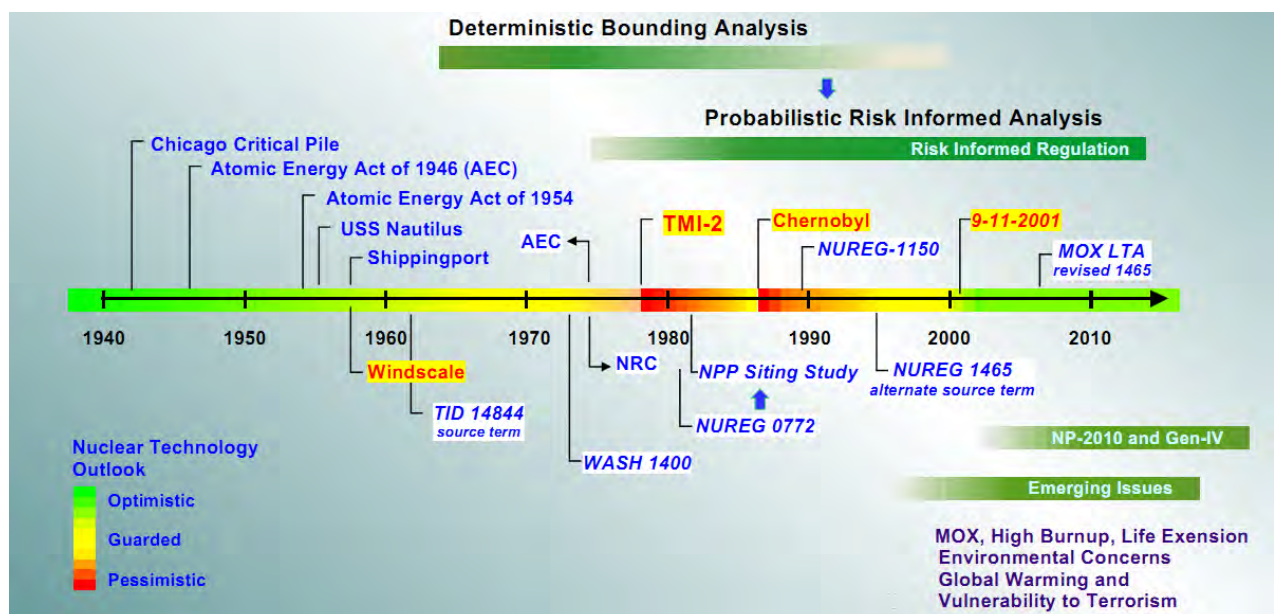 Deterministic Bounding Analysis
Probabilistic Risk Informed Analysis
Risk Informed Regulation
Chicago Critical Pile
Atomic Energy Act of 1946 (AEC)
Atomic Energy Act of 1954
USS Nautilus
Shippingport
AEC
TMI-2
Chernobyl
NUREG-1150
9-11-2001
MOX LTA
revised 1465
1940
1950
1960
1970
1980
1990
2000
2010
Windscale
TID 14844
source term
NRC
WASH 1400
NPP Siting Study
NUREG 0772
NUREG 1465
alternate source term
Nuclear Technology
Outlook
Optimistic
Guarded
Pessimistic
NP-2010 and Gen-IV
Emerging Issues
MOX, High Burnup, Life Exension
Environmental Concerns
Global Warming and
Vulnerability to Terrorism